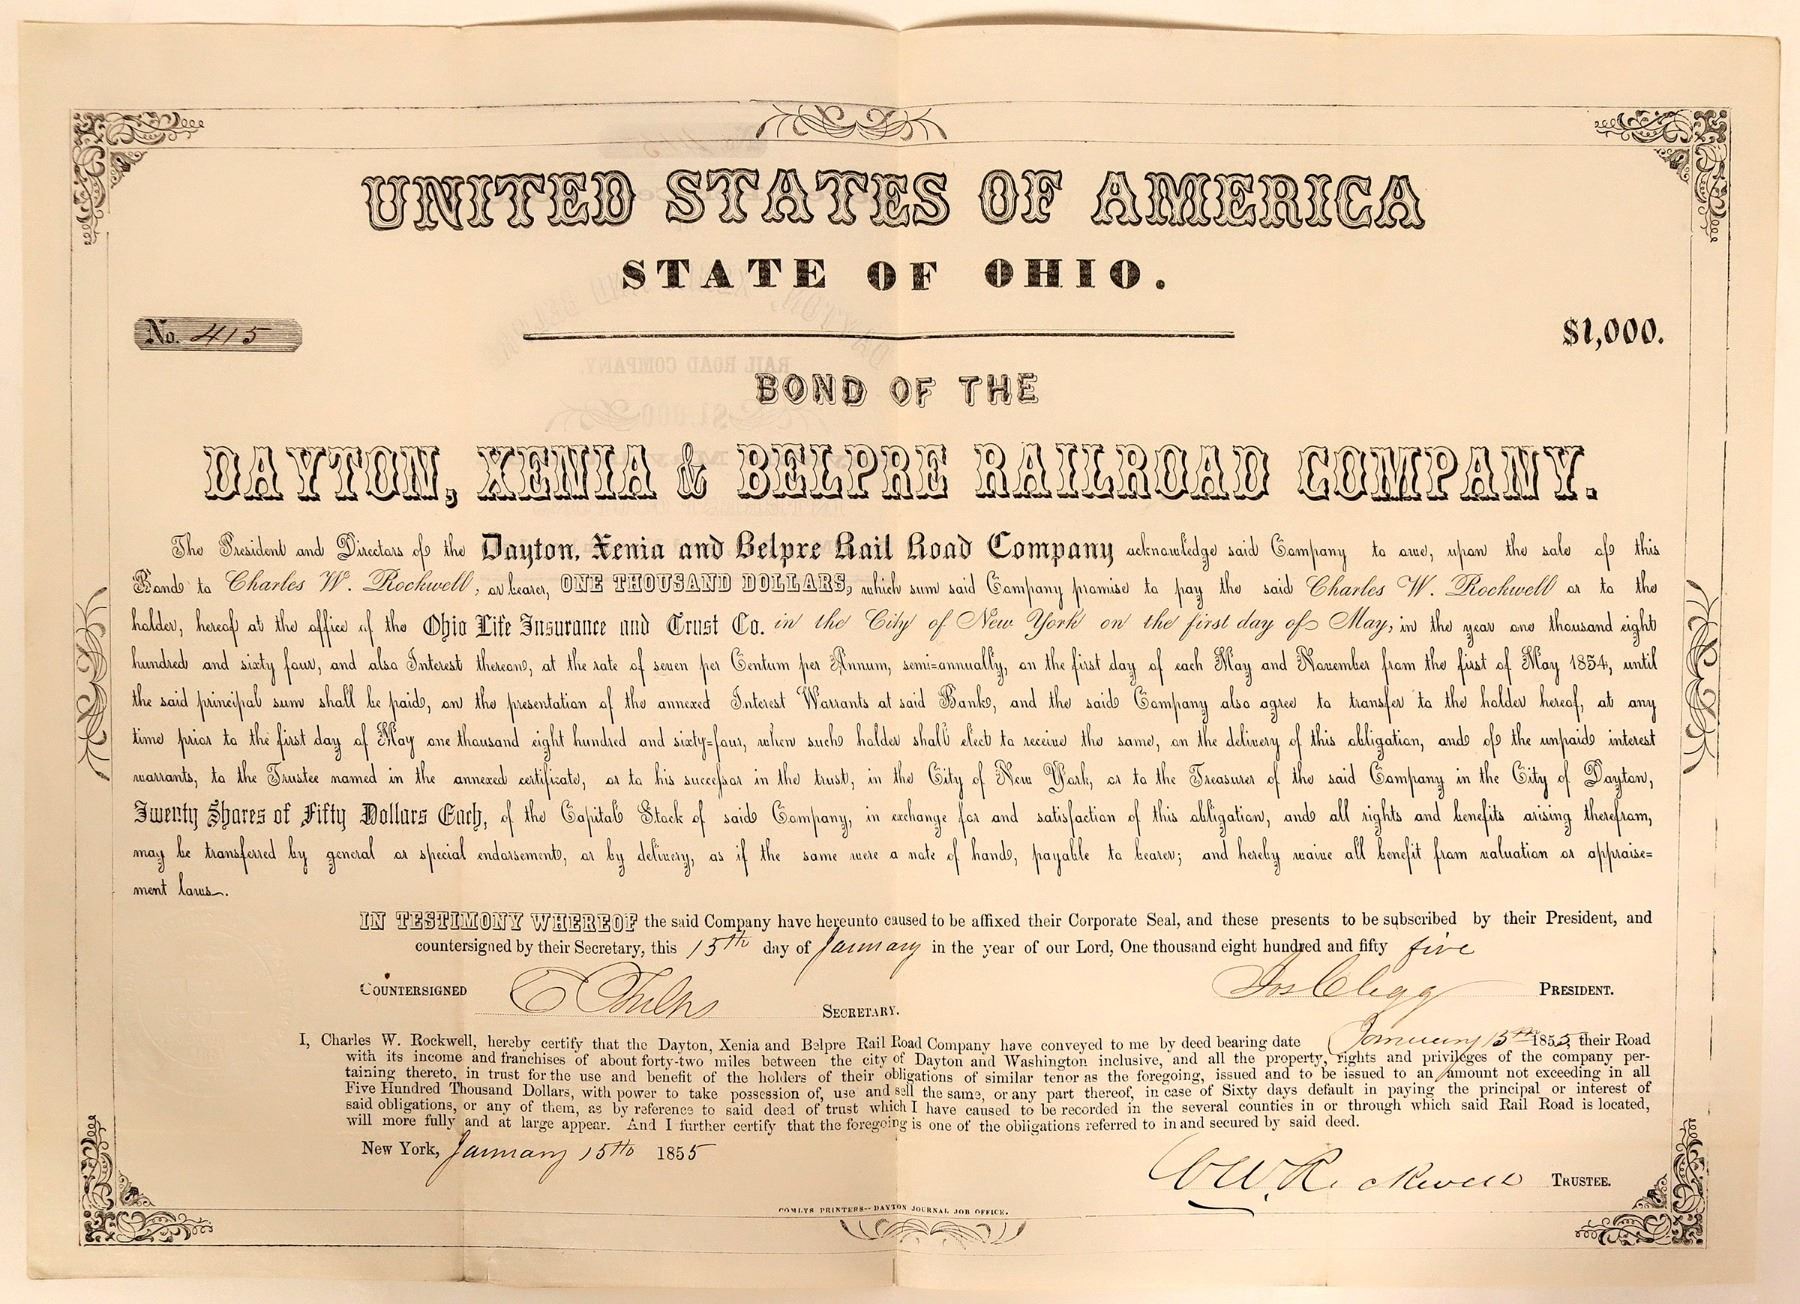 UNITED STATES OF AMERICA
STATE OF OHIO.
No. 415
$1,000.
BOND OF THE
DAYTON, XENIA & BELPRE RAILROAD COMPANY.
The President and Directors of the Dayton, Xenia and Belpre Rail Road Company acknowledge said Company to owe, upon the sale of this
Bond to Charles W. Rockwell, or bearer, ONE THOUSAND DOLLARS, which sum said Company promise to pay the said Charles W. Rockwell or to the
holder, hereof at the office of the Ohio Life Insurance and Trust Co. in the City of New York on the first day of May, in the year one thousand eight
hundred and sixty four, and also Interest thereon, at the rate of seven per Centum per Annum, semi=annually, on the first day of each May and November from the first of May 1854, until
the said principal sum shall be paid, on the presentation of the annexed Interest Warrants at said Bank, and the said Company also agree to transfer to the holder hereof, at any
time prior to the first day of May one thousand eight hundred and sixty=four, when such holder shall elect to receive the same, on the delivery of this obligation, and of the unpaid interest
warrants, to the Trustee named in the annexed certificate, or to his successor in the trust, in the City of New York, or to the Treasurer of the said Company in the City of Dayton,
Twenty Shares of Fifty Dollars Each, of the Capital Stock of said Company, in exchange for and satisfaction of this obligation, and all rights and benefits arising therefrom,
may be transferred by general or special endorsement, or by delivery, as if the same were a note of hand, payable to bearer; and hereby waive all benefit from valuation or appraise=
ment laws.
IN TESTIMONY WHEREOF the said Company have hereunto caused to be affixed their Corporate Seal, and these presents to be subscribed by their President, and
countersigned by their Secretary, this 15th day of January in the year of our Lord, One thousand eight hundred and fifty five
COUNTERSIGNED SECRETARY. Jos Clegg PRESIDENT.
I, Charles W. Rockwell, hereby certify that the Dayton, Xenia and Belpre Rail Road Company have conveyed to me by deed bearing date January 15th 1855, their Road
with its income and franchises of about forty-two miles between the city of Dayton and Washington inclusive, and all the property, rights and privileges of the company per-
taining thereto, in trust for the use and benefit of the holders of their obligations of similar tenor as the foregoing, issued and to be issued to an amount not exceeding in all
Five Hundred Thousand Dollars, with power to take possession of, use and sell the same, or any part thereof, in case of Sixty days default in paying the principal or interest of
said obligations, or any of them, as by reference to said deed of trust which I have caused to be recorded in the several counties in or through which said Rail Road is located,
will more fully and at large appear. And I further certify that the foregoing is one of the obligations referred to in and secured by said deed.
New York, January 15th 1855
C W. Rockwell TRUSTEE.
COMLYS PRINTERS--DAYTON JOURNAL JOB OFFICE.